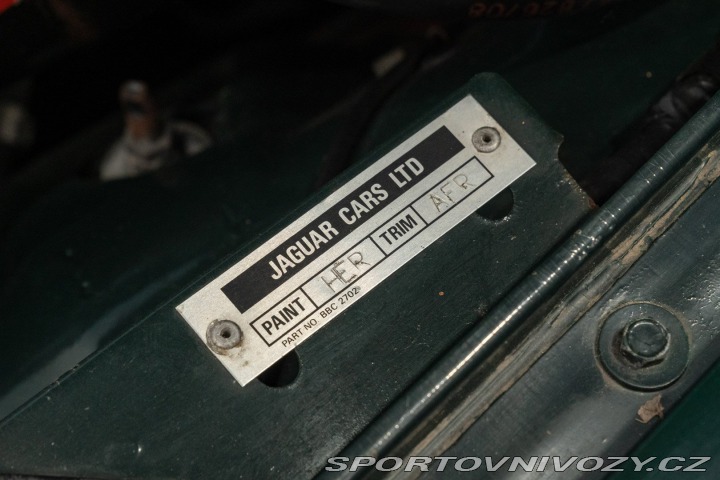 JAGUAR CARS LTD
PAINT HER TRIM AFR
PART NO. BBC 2702
SPORTOVNIVOZY.CZ